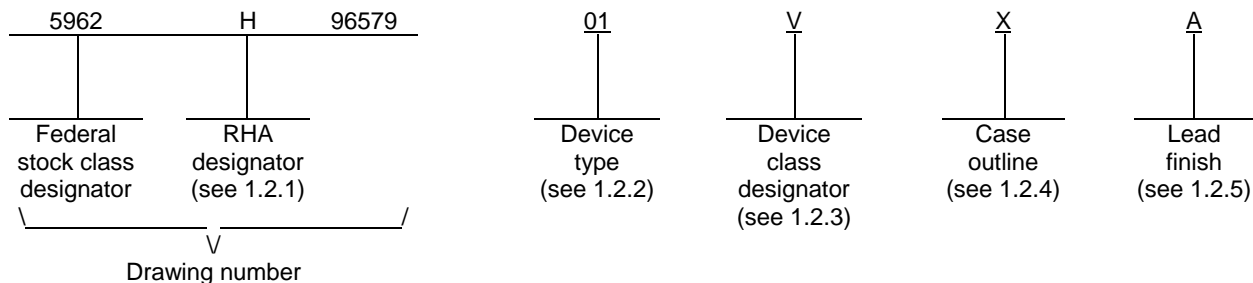 5962 H 96579 01 V X A
Federal stock class designator
RHA designator (see 1.2.1)
Device type (see 1.2.2)
Device class designator (see 1.2.3)
Case outline (see 1.2.4)
Lead finish (see 1.2.5)
Drawing number